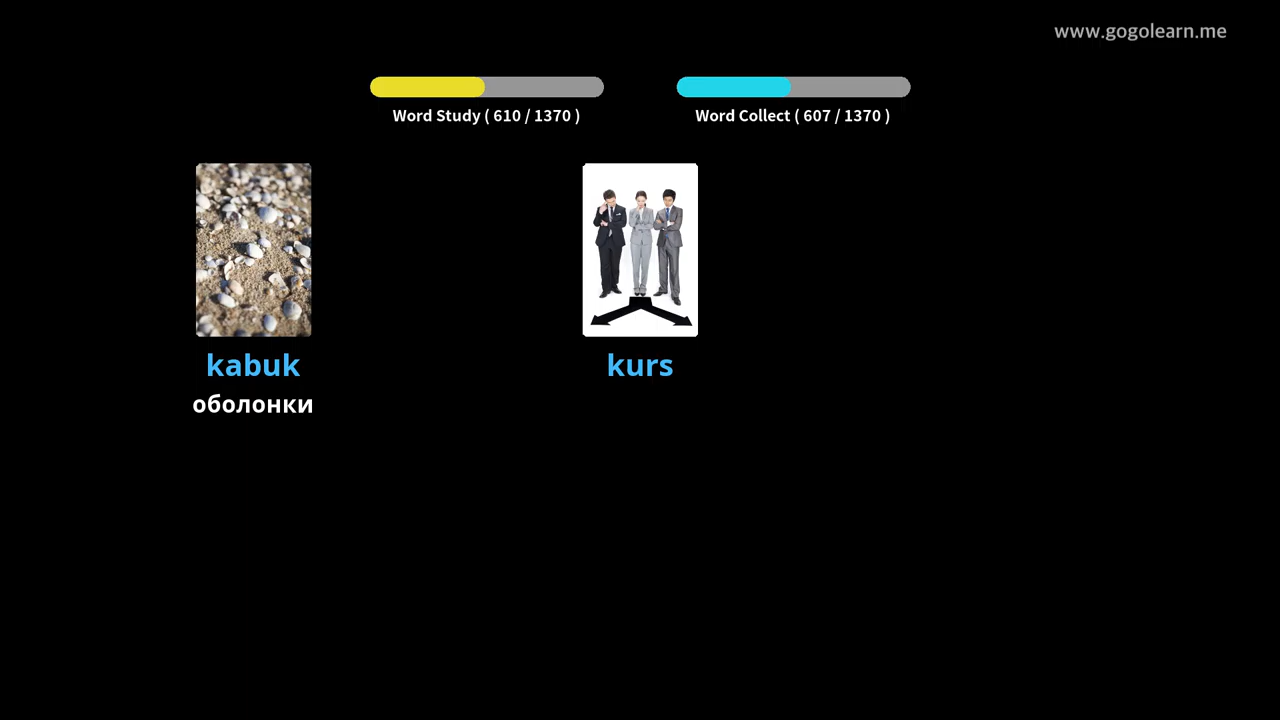 www.gogolearn.me
Word Study ( 610 / 1370 )
Word Collect ( 607 / 1370 )
kabuk
оболонки
kurs